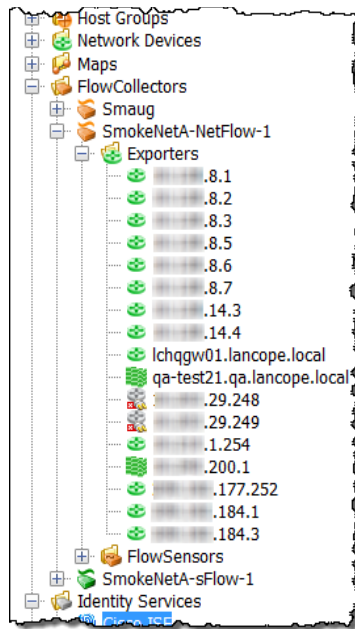 Host Groups
Network Devices
Maps
FlowCollectors
Smaug
SmokeNetA-NetFlow-1
Exporters
.8.1
.8.2
.8.3
.8.5
.8.6
.8.7
.14.3
.14.4
lchqgw01.lancope.local
qa-test21.qa.lancope.local
.29.248
.29.249
.1.254
.200.1
.177.252
.184.1
.184.3
FlowSensors
SmokeNetA-sFlow-1
Identity Services
Cisco ISE